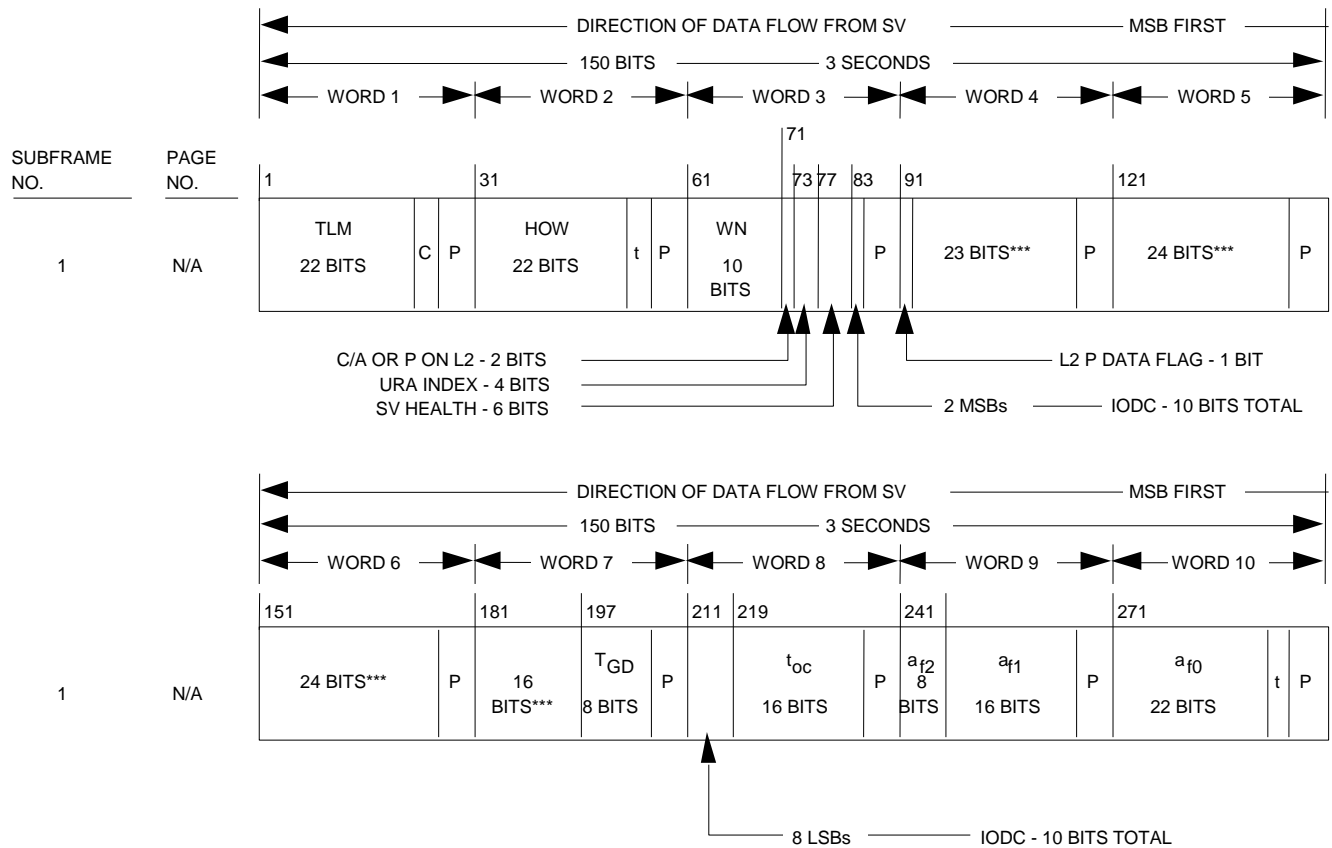 DIRECTION OF DATA FLOW FROM SV MSB FIRST
150 BITS 3 SECONDS
WORD 1 WORD 2 WORD 3 WORD 4 WORD 5
SUBFRAME NO. PAGE NO.
1 31 61 71 73 77 83 91 121
1 N/A
TLM 22 BITS C P HOW 22 BITS t P WN 10 BITS P 23 BITS*** P 24 BITS*** P
C/A OR P ON L2 - 2 BITS L2 P DATA FLAG - 1 BIT
URA INDEX - 4 BITS
SV HEALTH - 6 BITS 2 MSBs IODC - 10 BITS TOTAL
DIRECTION OF DATA FLOW FROM SV MSB FIRST
150 BITS 3 SECONDS
WORD 6 WORD 7 WORD 8 WORD 9 WORD 10
151 181 197 211 219 241 271
1 N/A
24 BITS*** P 16 BITS*** TGD 8 BITS P toc 16 BITS P af2 8 BITS af1 16 BITS P af0 22 BITS t P
8 LSBs IODC - 10 BITS TOTAL